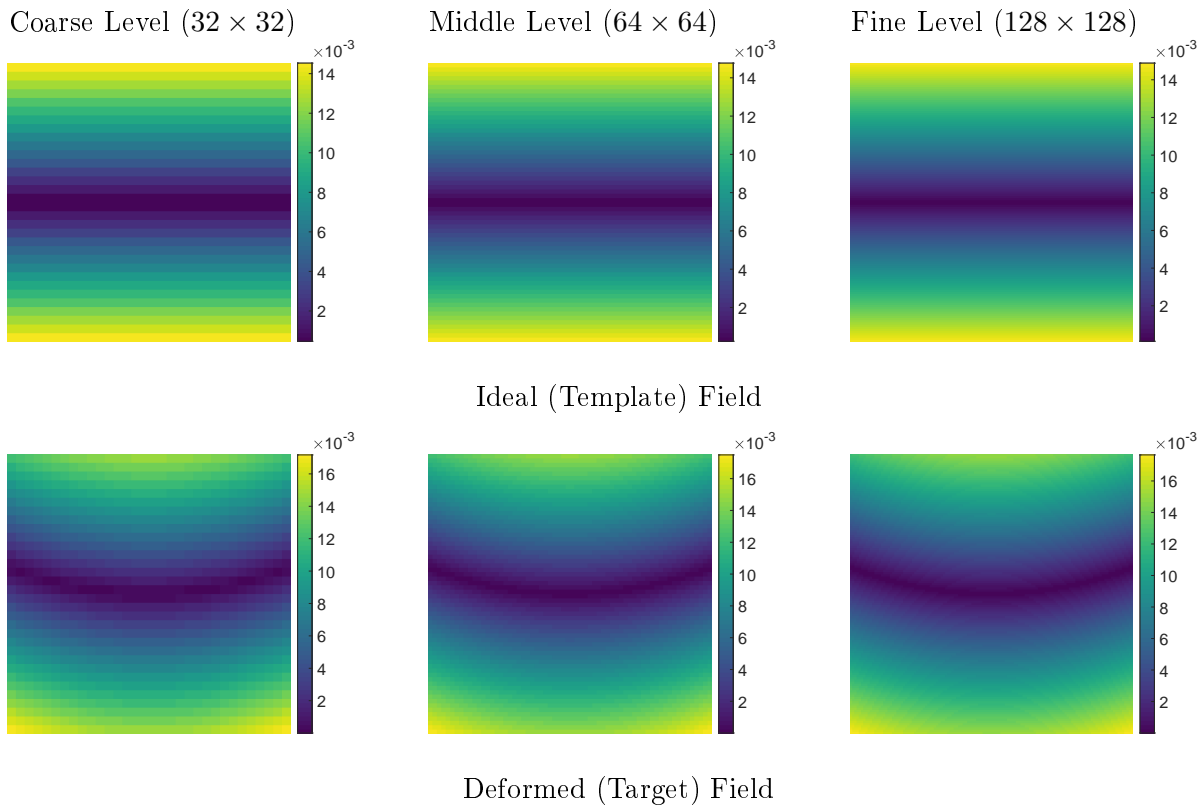 Coarse Level (32 × 32) Middle Level (64 × 64) Fine Level (128 × 128)
×10-3 ×10-3 ×10-3
14 14 14
12 12 12
10 10 10
8 8 8
6 6 6
4 4 4
2 2 2
Ideal (Template) Field
×10-3 ×10-3 ×10-3
16 16 16
14 14 14
12 12 12
10 10 10
8 8 8
6 6 6
4 4 4
2 2 2
Deformed (Target) Field